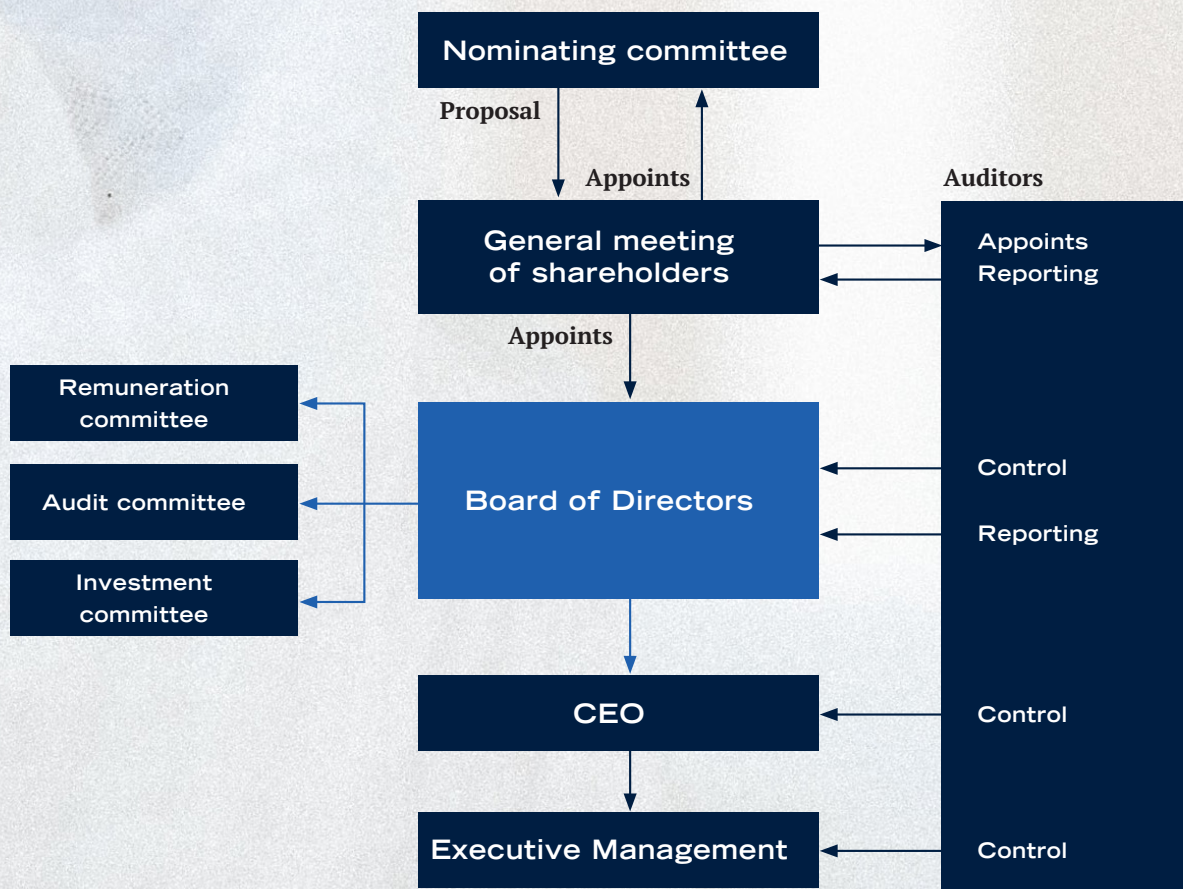 Nominating committee
Proposal
Appoints
Auditors
General meeting
of shareholders
Appoints
Reporting
Appoints
Remuneration
committee
Audit committee
Investment
committee
Board of Directors
Control
Reporting
CEO
Control
Executive Management
Control